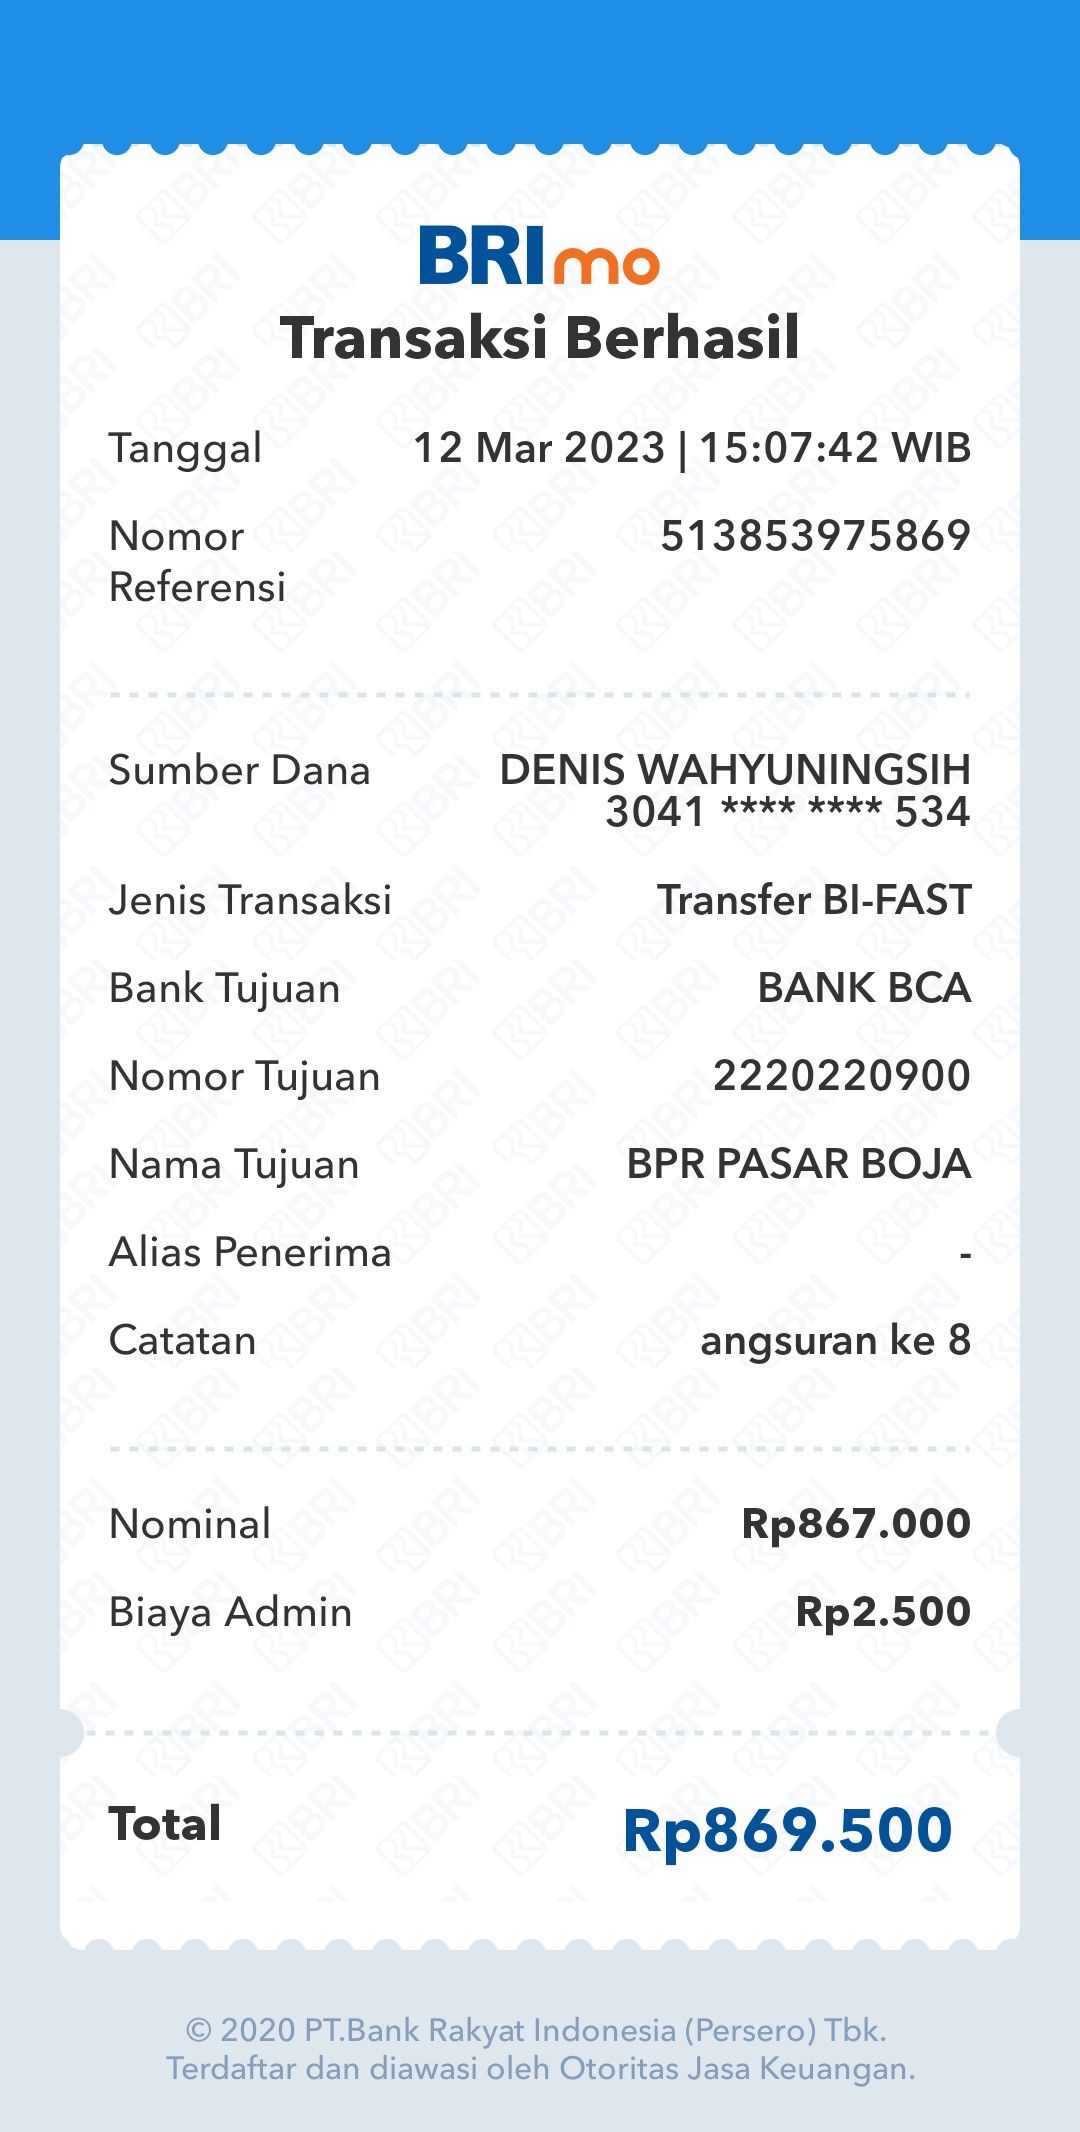 BRImo
Transaksi Berhasil
Tanggal 12 Mar 2023 | 15:07:42 WIB
Nomor Referensi 513853975869
Sumber Dana DENIS WAHYUNINGSIH
3041 **** **** 534
Jenis Transaksi Transfer BI-FAST
Bank Tujuan BANK BCA
Nomor Tujuan 2220220900
Nama Tujuan BPR PASAR BOJA
Alias Penerima -
Catatan angsuran ke 8
Nominal Rp867.000
Biaya Admin Rp2.500
Total Rp869.500
© 2020 PT.Bank Rakyat Indonesia (Persero) Tbk.
Terdaftar dan diawasi oleh Otoritas Jasa Keuangan.